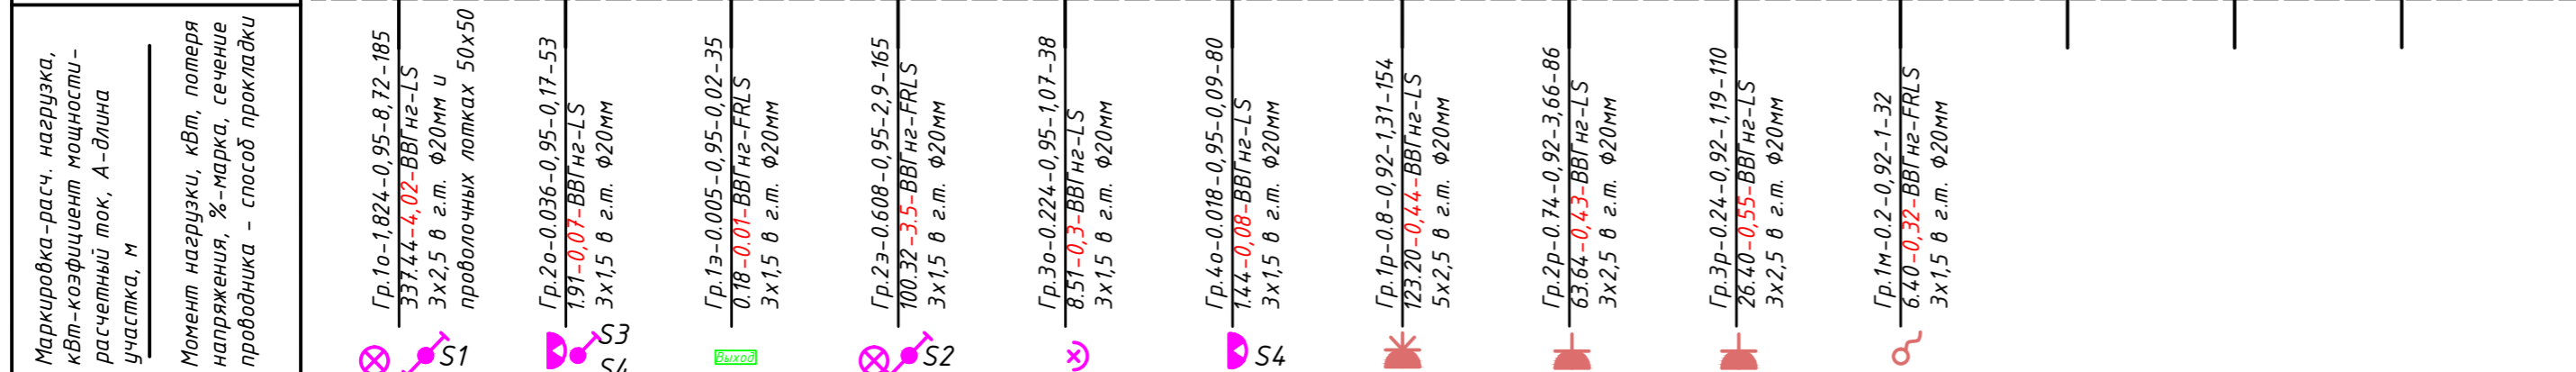 Маркировка-расч. нагрузка,
кВт-коэфициент мощности-
расчетный ток, А-длина
участка, м
Момент нагрузки, кВт, потеря
напряжения, %-марка, сечение
проводника - способ прокладки
Гр.1о-1,824-0,95-8,72-185
337.44-4,02-ВВГнг-LS
3х2,5 в г.т. Ф20мм и
проволочных лотках 50х50
S1
Гр.2о-0.036-0,95-0,17-53
1.91-0,07-ВВГнг-LS
3х1,5 в г.т. Ф20мм
S3
S4
Гр.1э-0.005-0,95-0,02-35
0.18-0.01-ВВГнг-FRLS
3х1,5 в г.т. Ф20мм
Выход
Гр.2э-0.608-0,95-2,9-165
100.32-3.5-ВВГнг-FRLS
3х1,5 в г.т. Ф20мм
S2
Гр.3о-0.224-0,95-1,07-38
8.51-0,3-ВВГнг-LS
3х1,5 в г.т. Ф20мм
Гр.4о-0.018-0,95-0,09-80
1.44-0,08-ВВГнг-LS
3х1,5 в г.т. Ф20мм
S4
Гр.1р-0.8-0,92-1,31-154
123.20-0,44-ВВГнг-LS
5х2,5 в г.т. Ф20мм
Гр.2р-0.74-0,92-3,66-86
63.64-0,43-ВВГнг-LS
3х2,5 в г.т. Ф20мм
Гр.3р-0.24-0,92-1,19-110
26.40-0,55-ВВГнг-LS
3х2,5 в г.т. Ф20мм
Гр.1м-0.2-0,92-1-32
6.40-0,32-ВВГнг-FRLS
3х1,5 в г.т. Ф20мм